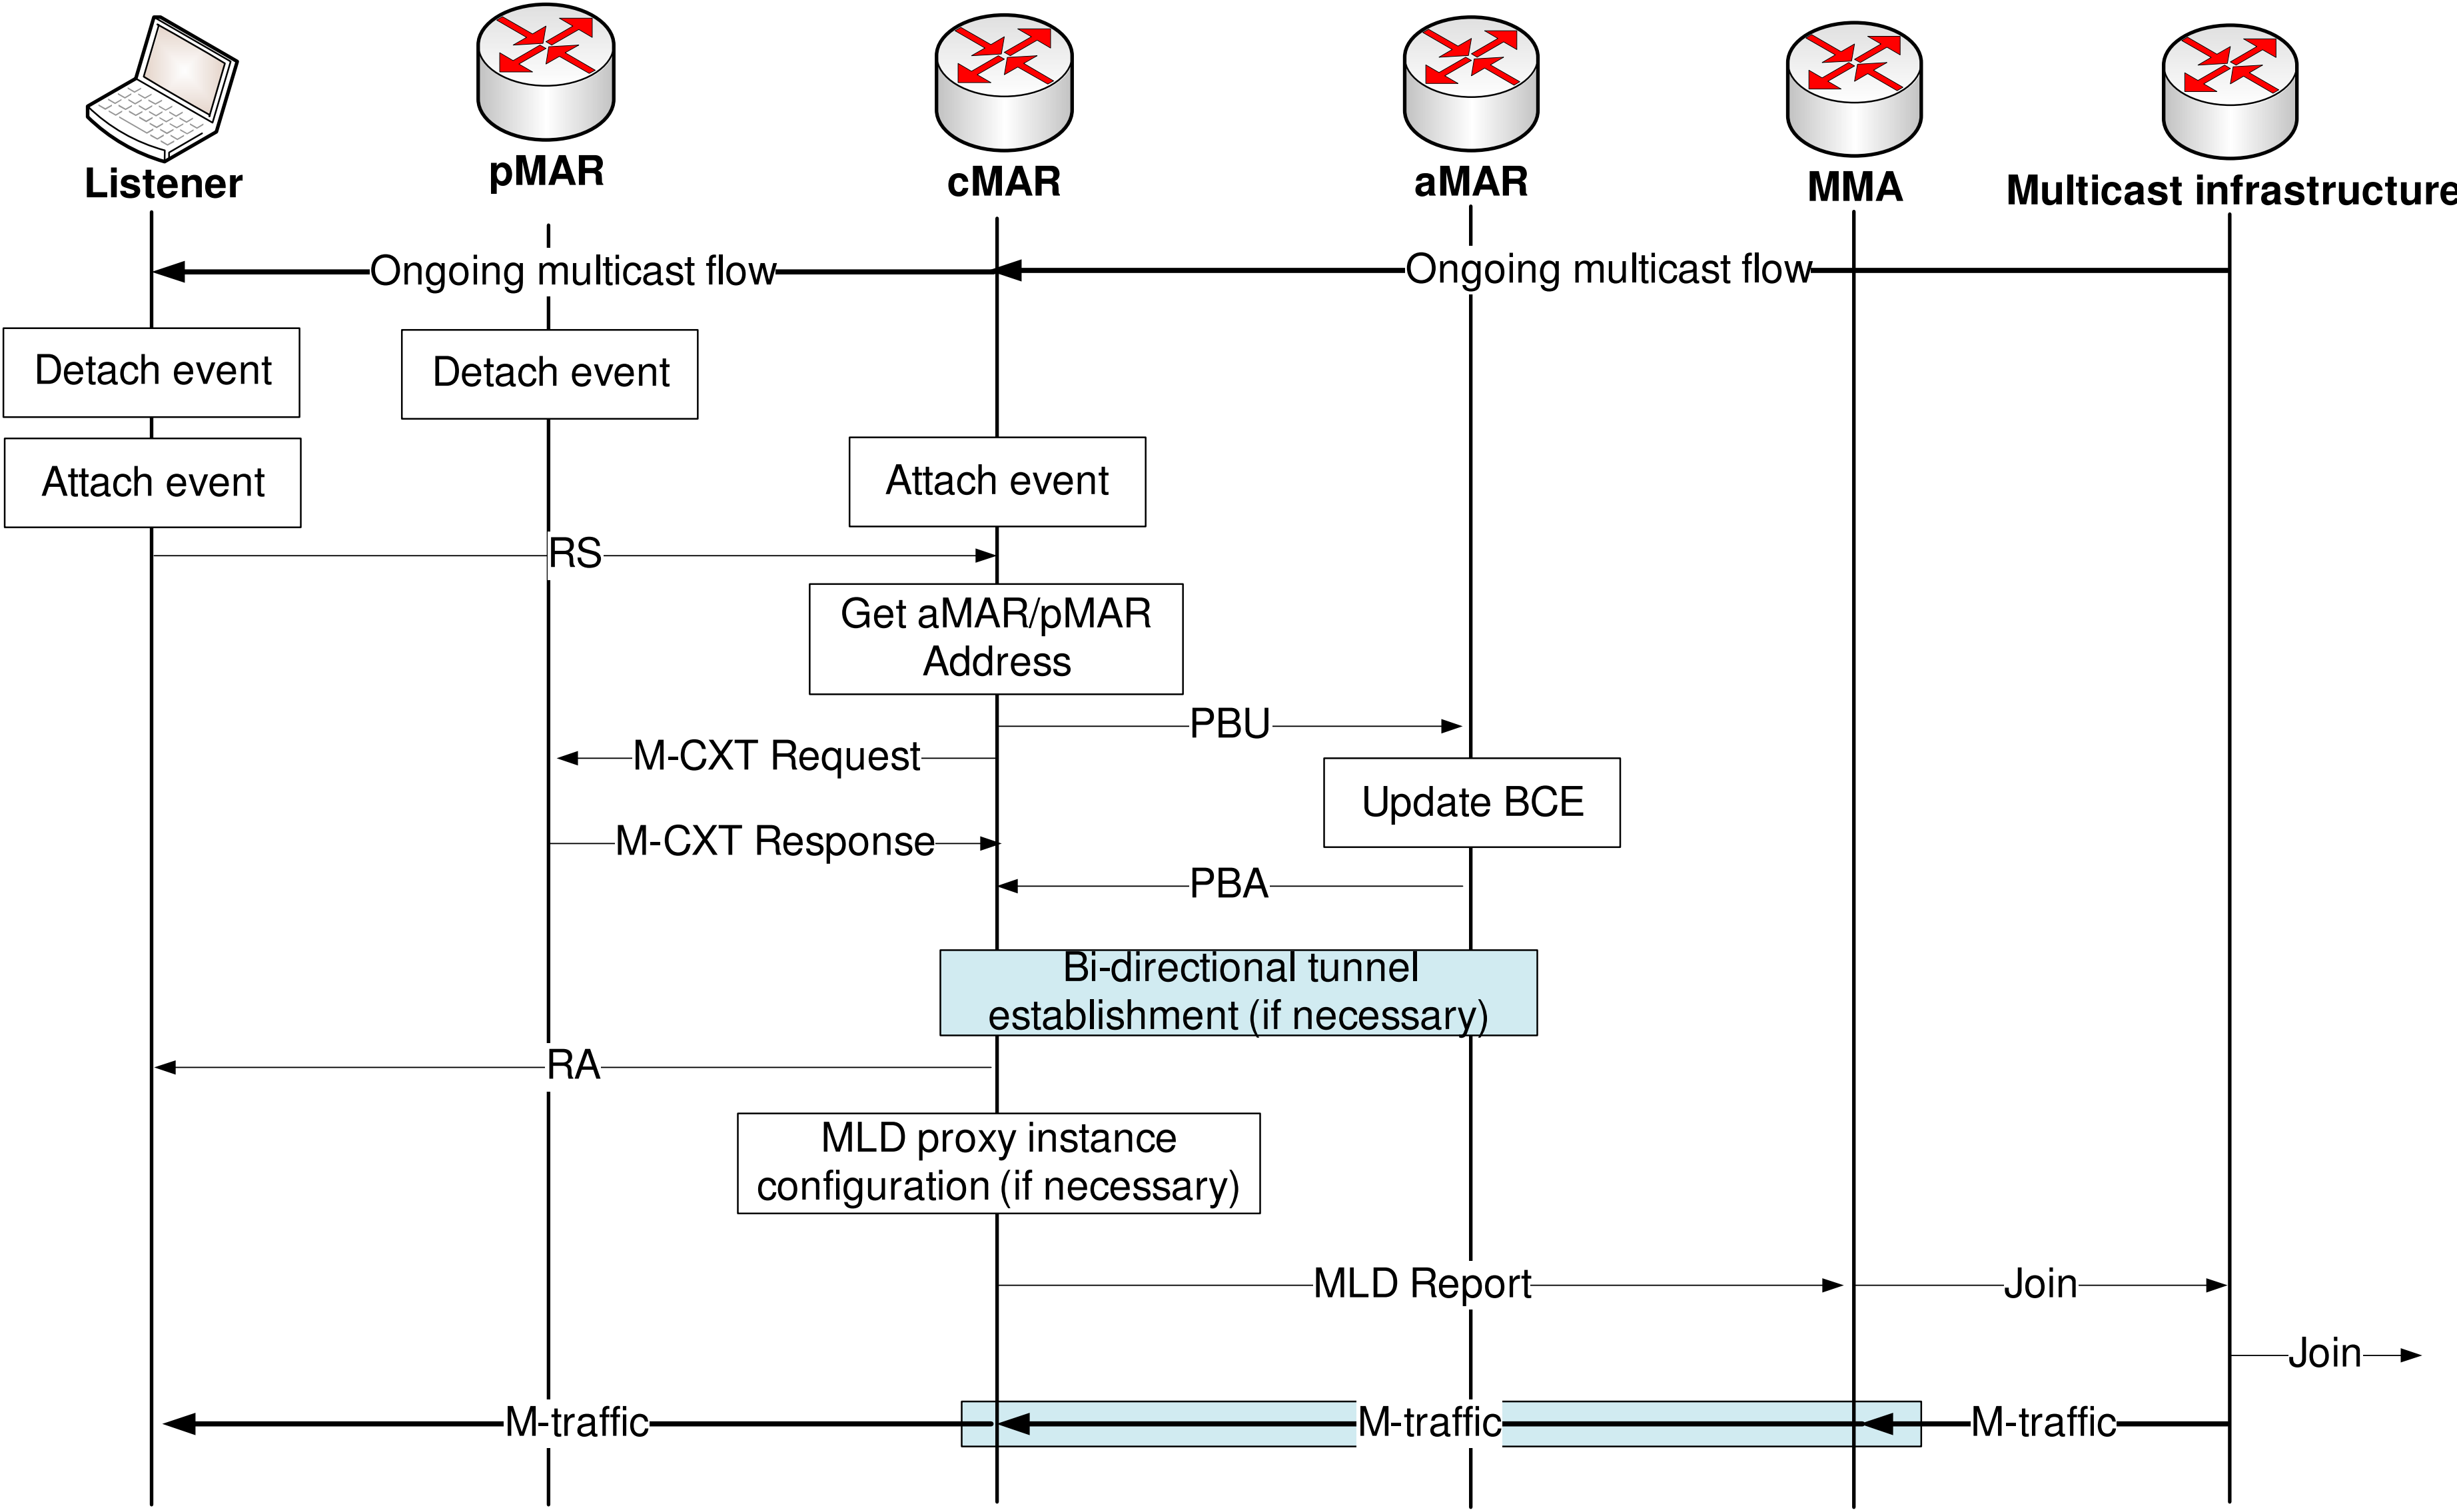 Listener
pMAR
cMAR
aMAR
MMA
Multicast infrastructure
Ongoing multicast flow
Ongoing multicast flow
Detach event
Detach event
Attach event
Attach event
RS
Get aMAR/pMAR
Address
PBU
M-CXT Request
Update BCE
M-CXT Response
PBA
Bi-directional tunnel
establishment (if necessary)
RA
MLD proxy instance
configuration (if necessary)
MLD Report
Join
Join
M-traffic
M-traffic
M-traffic